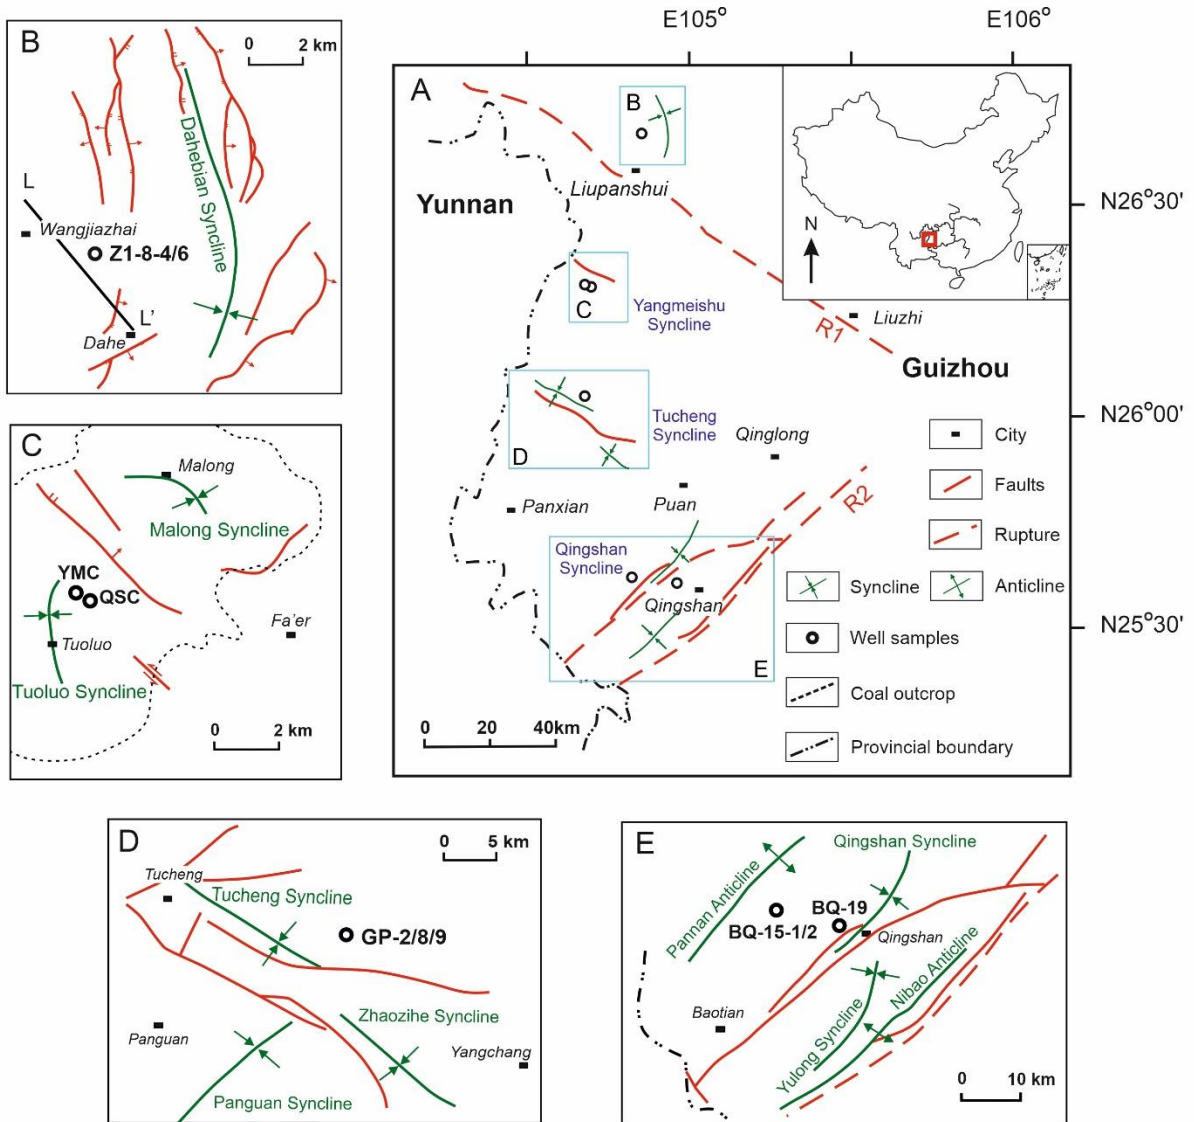 E105°
E106°
B
0 2 km
Dahebian Syncline
L
Wangjiazhai
Z1-8-4/6
L'
Dahe
A
B
Liupanshui
Yunnan
N
N26°30'
C
Yangmeishu
Syncline
R1
Liuzhi
Guizhou
N26°00'
Tucheng
Syncline
D
Qinglong
Panxian
Puan
R2
Qingshan
Syncline
Qingshan
E
N25°30'
0 20 40km
City
Faults
Rupture
Syncline
Anticline
Well samples
Coal outcrop
Provincial boundary
C
Malong
Malong Syncline
YMC
QSC
Tuoluo
Fa'er
Tuoluo Syncline
0 2 km
D
0 5 km
Tucheng
Tucheng Syncline
GP-2/8/9
Zhaozihe Syncline
Panguan
Yangchang
Panguan Syncline
E
Qingshan Syncline
Pannan Anticline
BQ-19
BQ-15-1/2
Qingshan
Nibao Anticline
Baotian
Yulong Syncline
0 10 km